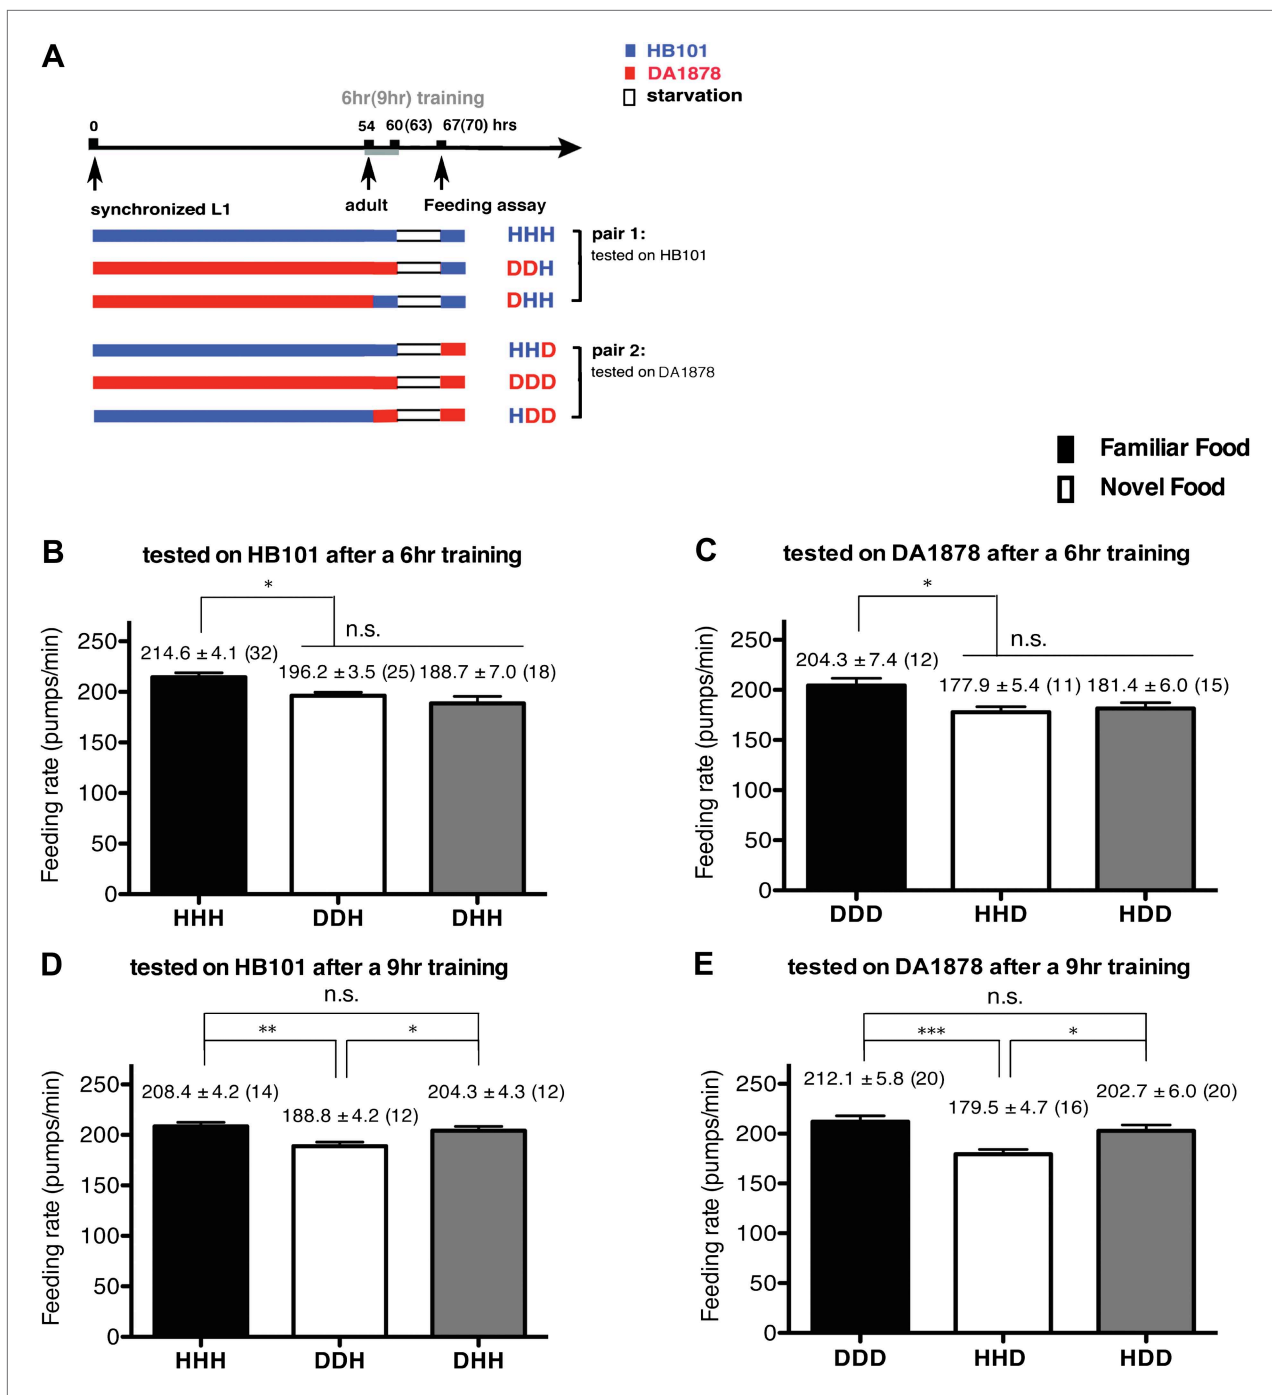 A
HB101
DA1878
starvation
6hr(9hr) training
0 54 60(63) 67(70) hrs
synchronized L1 adult Feeding assay
HHH
pair 1:
tested on HB101
DDH
DHH
HHD
pair 2:
tested on DA1878
DDD
HDD
Familiar Food
Novel Food
B tested on HB101 after a 6hr training
*
n.s.
214.6 ± 4.1 (32)
196.2 ± 3.5 (25) 188.7 ± 7.0 (18)
Feeding rate (pumps/min)
250
200
150
100
50
0
HHH DDH DHH
C tested on DA1878 after a 6hr training
*
n.s.
204.3 ± 7.4 (12)
177.9 ± 5.4 (11) 181.4 ± 6.0 (15)
Feeding rate (pumps/min)
250
200
150
100
50
0
DDD HHD HDD
D tested on HB101 after a 9hr training
n.s.
** *
208.4 ± 4.2 (14) 204.3 ± 4.3 (12)
188.8 ± 4.2 (12)
Feeding rate (pumps/min)
250
200
150
100
50
0
HHH DDH DHH
E tested on DA1878 after a 9hr training
n.s.
*** *
212.1 ± 5.8 (20)
179.5 ± 4.7 (16)
202.7 ± 6.0 (20)
Feeding rate (pumps/min)
250
200
150
100
50
0
DDD HHD HDD